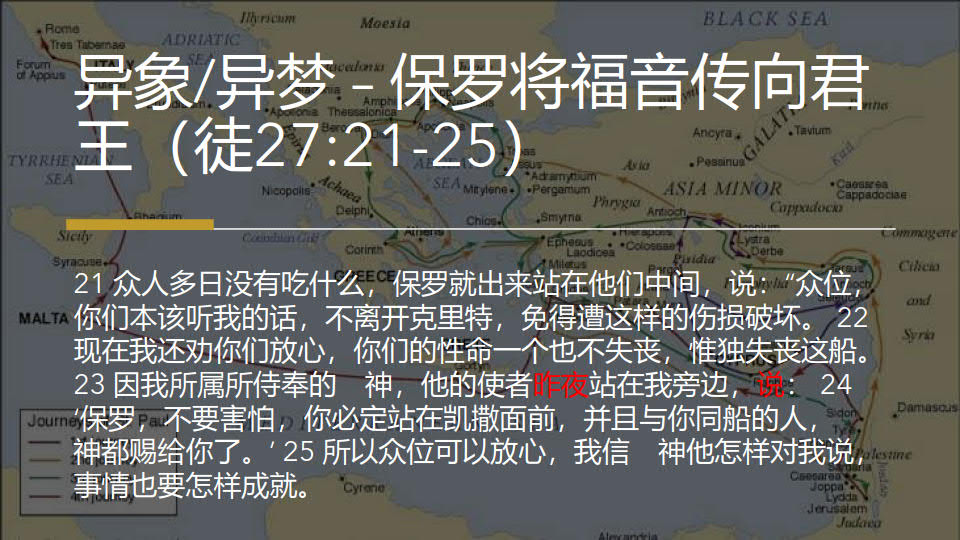 异象/异梦 – 保罗将福音传向君
王（徒27:21-25）
21 众人多日没有吃什么，保罗就出来站在他们中间，说：“众位，
你们本该听我的话，不离开克里特，免得遭这样的伤损破坏。 22
现在我还劝你们放心，你们的性命一个也不失丧，惟独失丧这船。
23 因我所属所侍奉的　神，他的使者昨夜站在我旁边，说： 24
‘保罗，不要害怕，你必定站在凯撒面前，并且与你同船的人，
神都赐给你了。’ 25 所以众位可以放心，我信　神他怎样对我说，
事情也要怎样成就。
Illyricum
Moesia
BLACK SEA
Rome
Tres Tabernae
Forum
of Appius
ADRIATIC
SEA
Macedonia
Apollonia
Thessalonica
Ancyra
Tavium
GALATIA
Pontus
TYRRHENIAN
SEA
Epirus
AEGEAN
SEA
Adramyttium
Pergamum
Mitylene
Asia
Pessinus
ASIA MINOR
Caesarea
Cappadociae
Nicopolis
Achaea
Delphi
Phrygia
Cappadocia
Antioch
Rhegium
Chios
Smyrna
Hierapolis
Iconium
Lystra
Derbe
Commagene
Sicily
Corinthian Gulf
Athens
Corinth
Ephesus
Laodicea
Colossae
Miletus
Pisidia
Syracuse
GREECE
Tarsus
Cilicia
MALTA
and
Syria
Sidon
Tyre
Damascus
Palestine
Cyrene
Caesarea
Joppa
Lydda
Jerusalem
Judaea
Alexandria